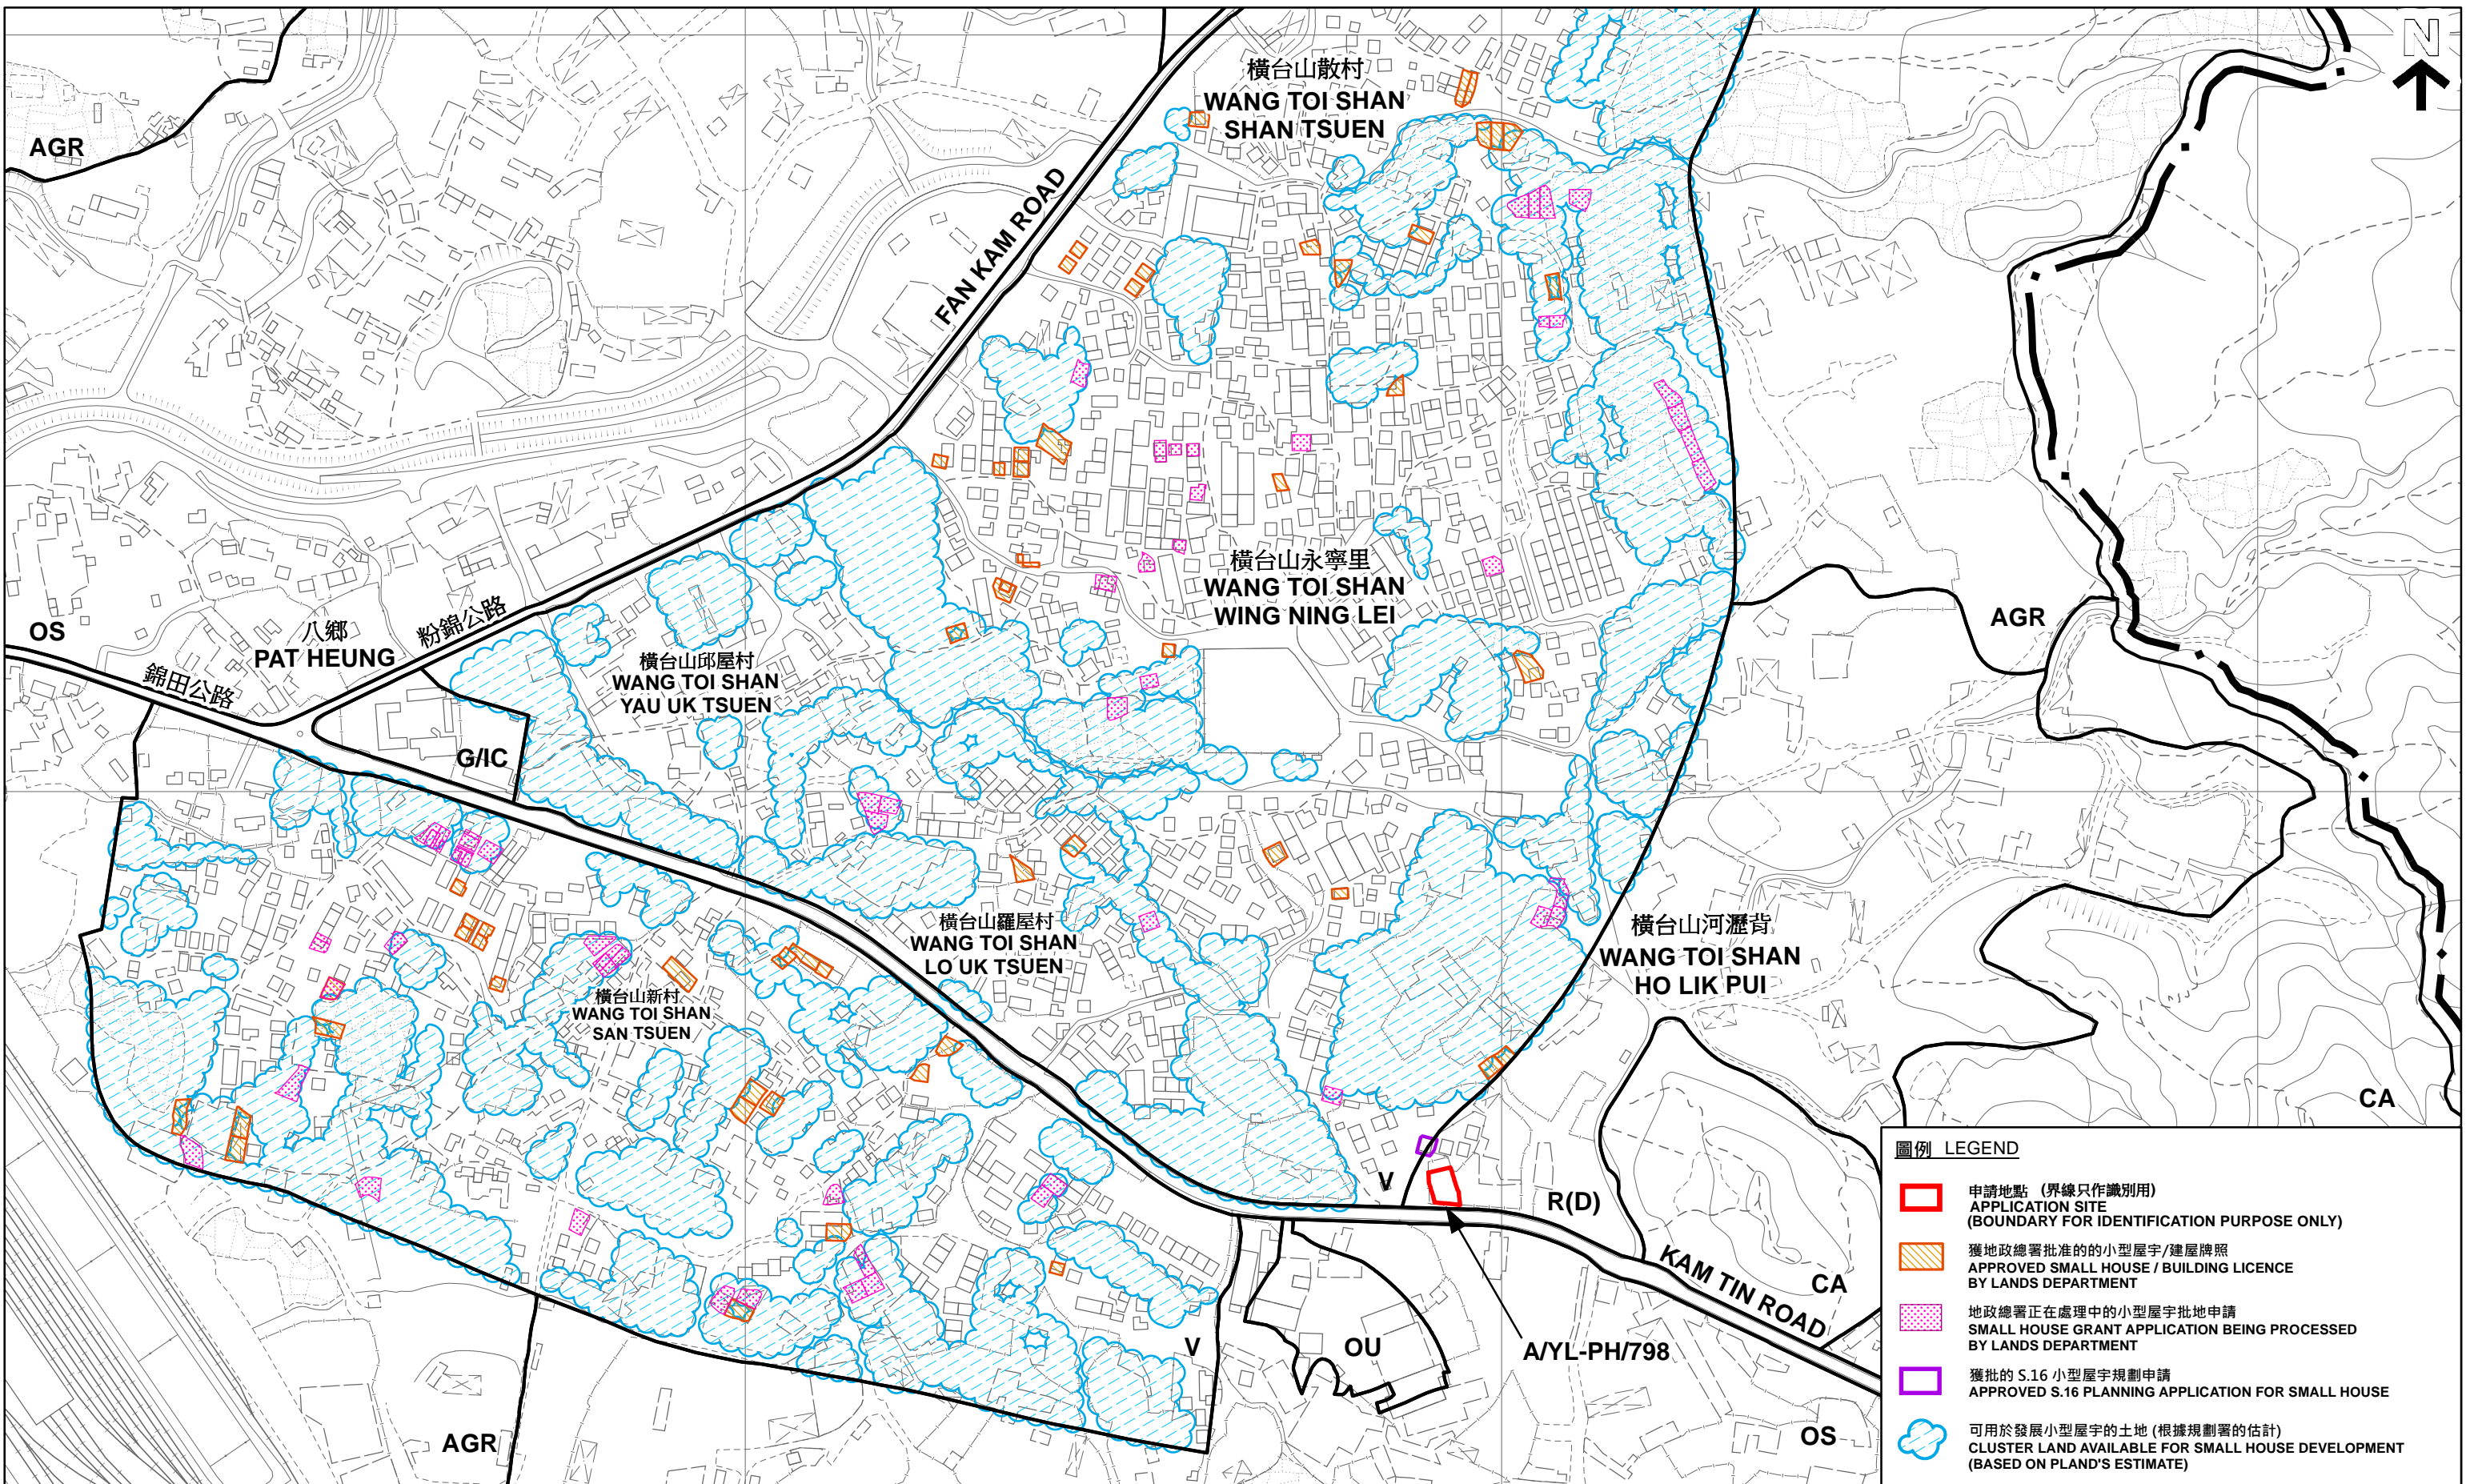 N
橫台山散村
WANG TOI SHAN
SHAN TSUEN
AGR
FAN KAM ROAD
橫台山永寧里
WANG TOI SHAN
WING NING LEI
AGR
OS
八鄉
PAT HEUNG
粉錦公路
錦田公路
橫台山邱屋村
WANG TOI SHAN
YAU UK TSUEN
G/IC
橫台山羅屋村
WANG TOI SHAN
LO UK TSUEN
橫台山河瀝背
WANG TOI SHAN
HO LIK PUI
橫台山新村
WANG TOI SHAN
SAN TSUEN
CA
V
R(D)
KAM TIN ROAD
CA
V
OU
A/YL-PH/798
AGR
OS
圖例 LEGEND
申請地點 (界線只作識別用)
APPLICATION SITE
(BOUNDARY FOR IDENTIFICATION PURPOSE ONLY)
獲地政總署批准的的小型屋宇/建屋牌照
APPROVED SMALL HOUSE / BUILDING LICENCE
BY LANDS DEPARTMENT
地政總署正在處理中的小型屋宇批地申請
SMALL HOUSE GRANT APPLICATION BEING PROCESSED
BY LANDS DEPARTMENT
獲批的 S.16 小型屋宇規劃申請
APPROVED S.16 PLANNING APPLICATION FOR SMALL HOUSE
可用於發展小型屋宇的土地 (根據規劃署的估計)
CLUSTER LAND AVAILABLE FOR SMALL HOUSE DEVELOPMENT
(BASED ON PLAND'S ESTIMATE)